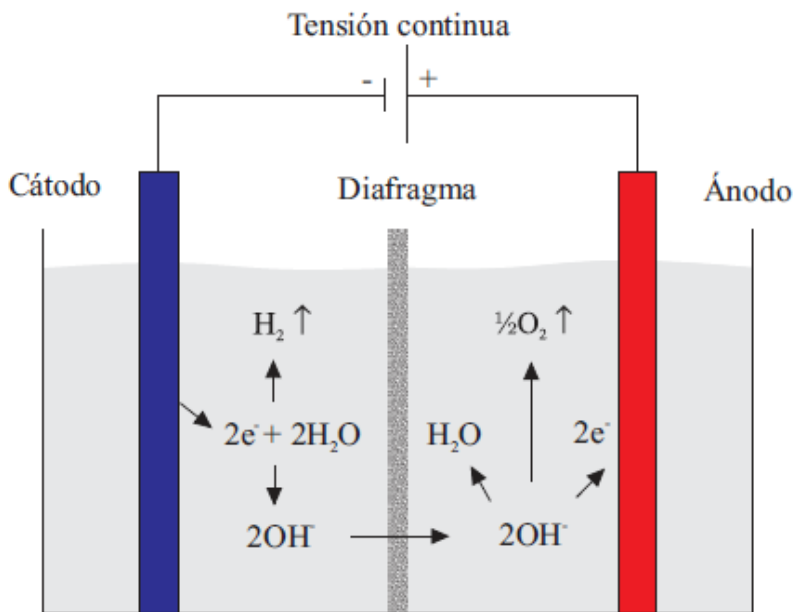 Tensión continua
- +
Cátodo
Diafragma
Ánodo
H₂ ↑
½O₂ ↑
2e⁻ + 2H₂O
H₂O
2e⁻
2OH⁻
2OH⁻